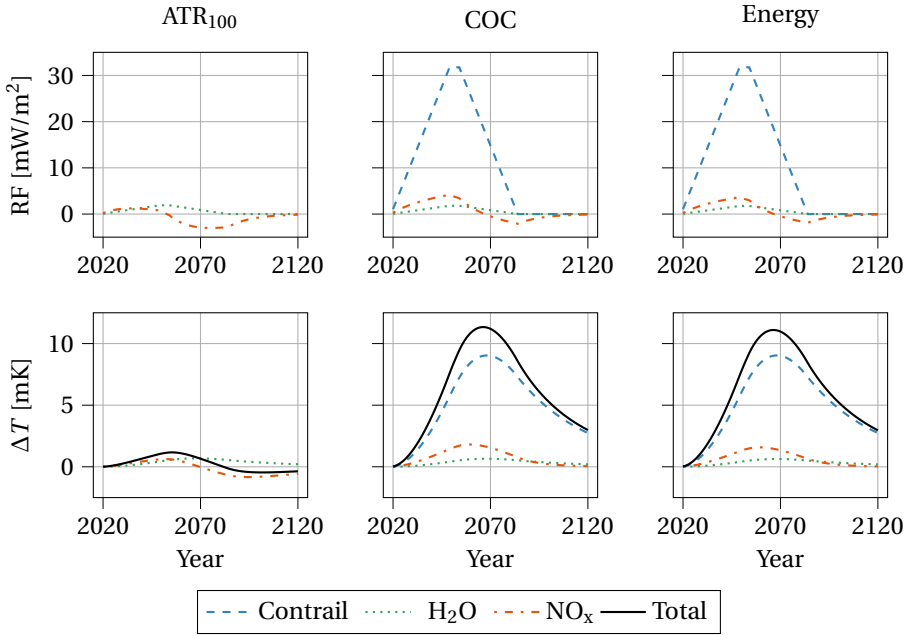 ATR₁₀₀ COC Energy
RF [mW/m²]
30
20
10
0
2020 2070 2120 2020 2070 2120 2020 2070 2120
ΔT [mK]
10
5
0
2020 2070 2120 2020 2070 2120 2020 2070 2120
Year Year Year
Contrail H₂O NOₓ Total